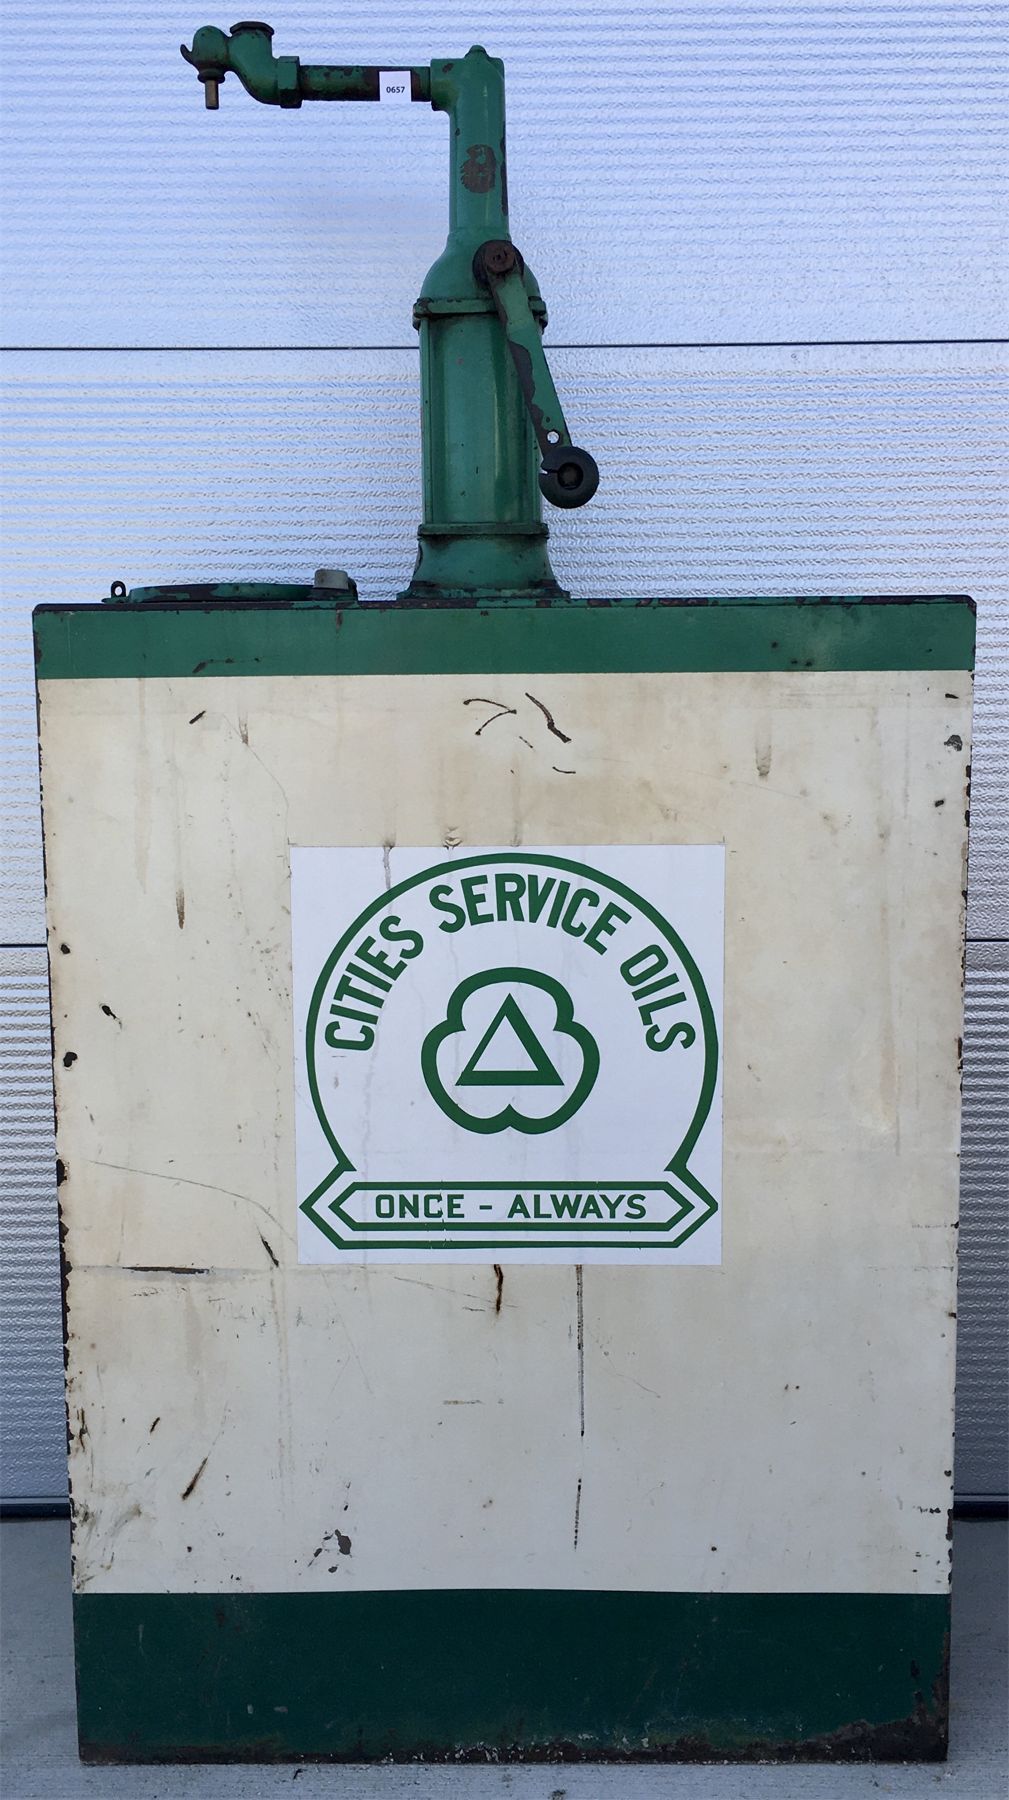 0657
CITIES SERVICE OILS
ONCE - ALWAYS